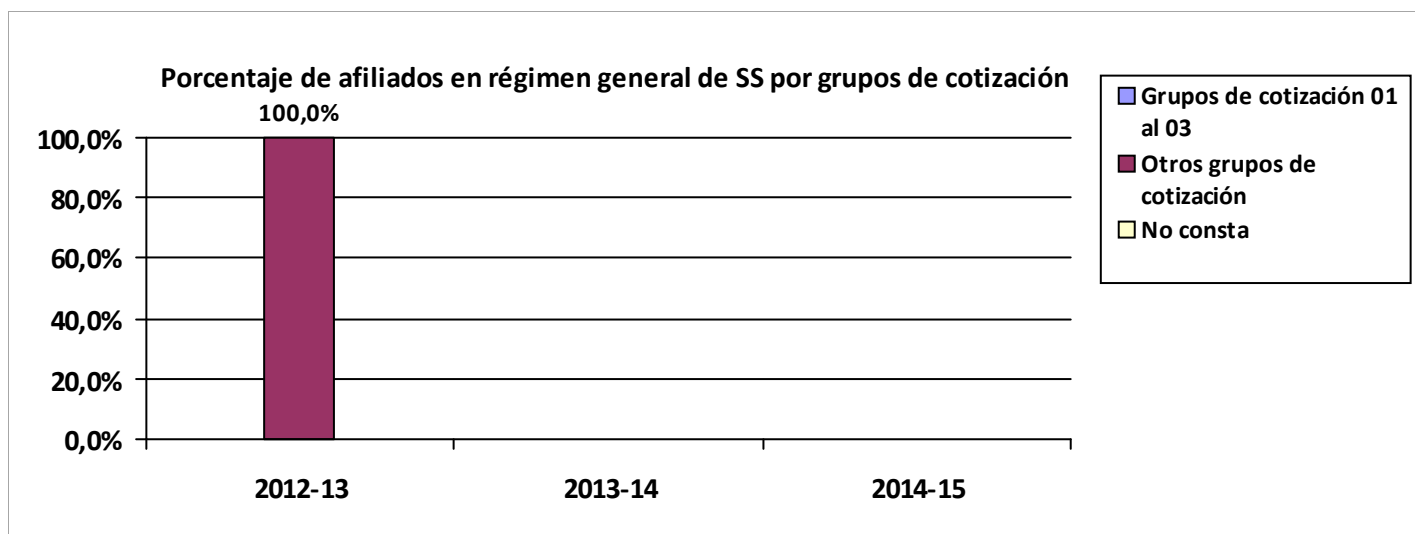 Porcentaje de afiliados en régimen general de SS por grupos de cotización
100,0%
100,0%
80,0%
60,0%
40,0%
20,0%
0,0%
2012-13
2013-14
2014-15
Grupos de cotización 01
al 03
Otros grupos de
cotización
No consta